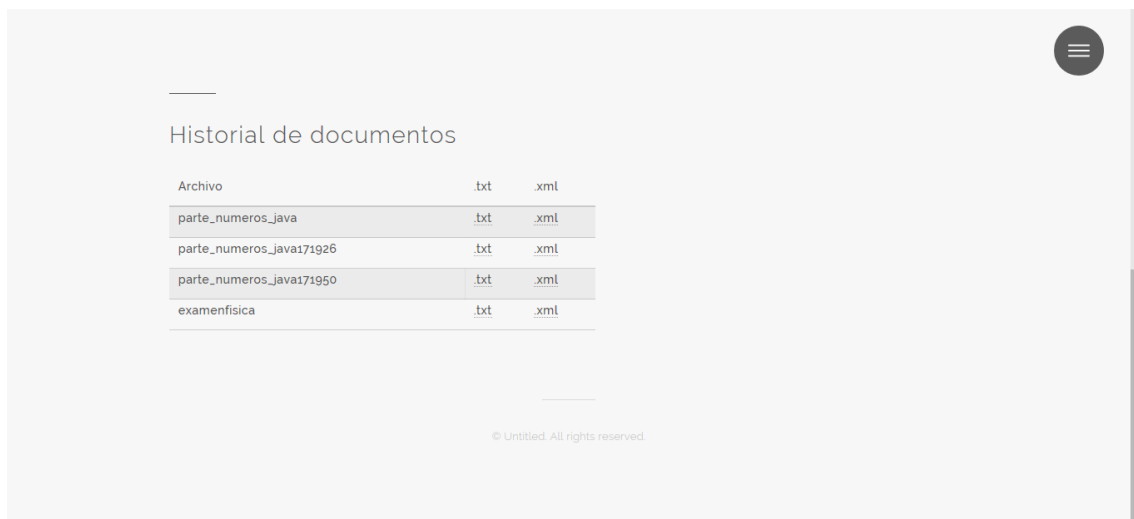 Historial de documentos
Archivo .txt .xml
parte_numeros_java .txt .xml
parte_numeros_java171926 .txt .xml
parte_numeros_java171950 .txt .xml
examenfisica .txt .xml
© Untitled. All rights reserved.